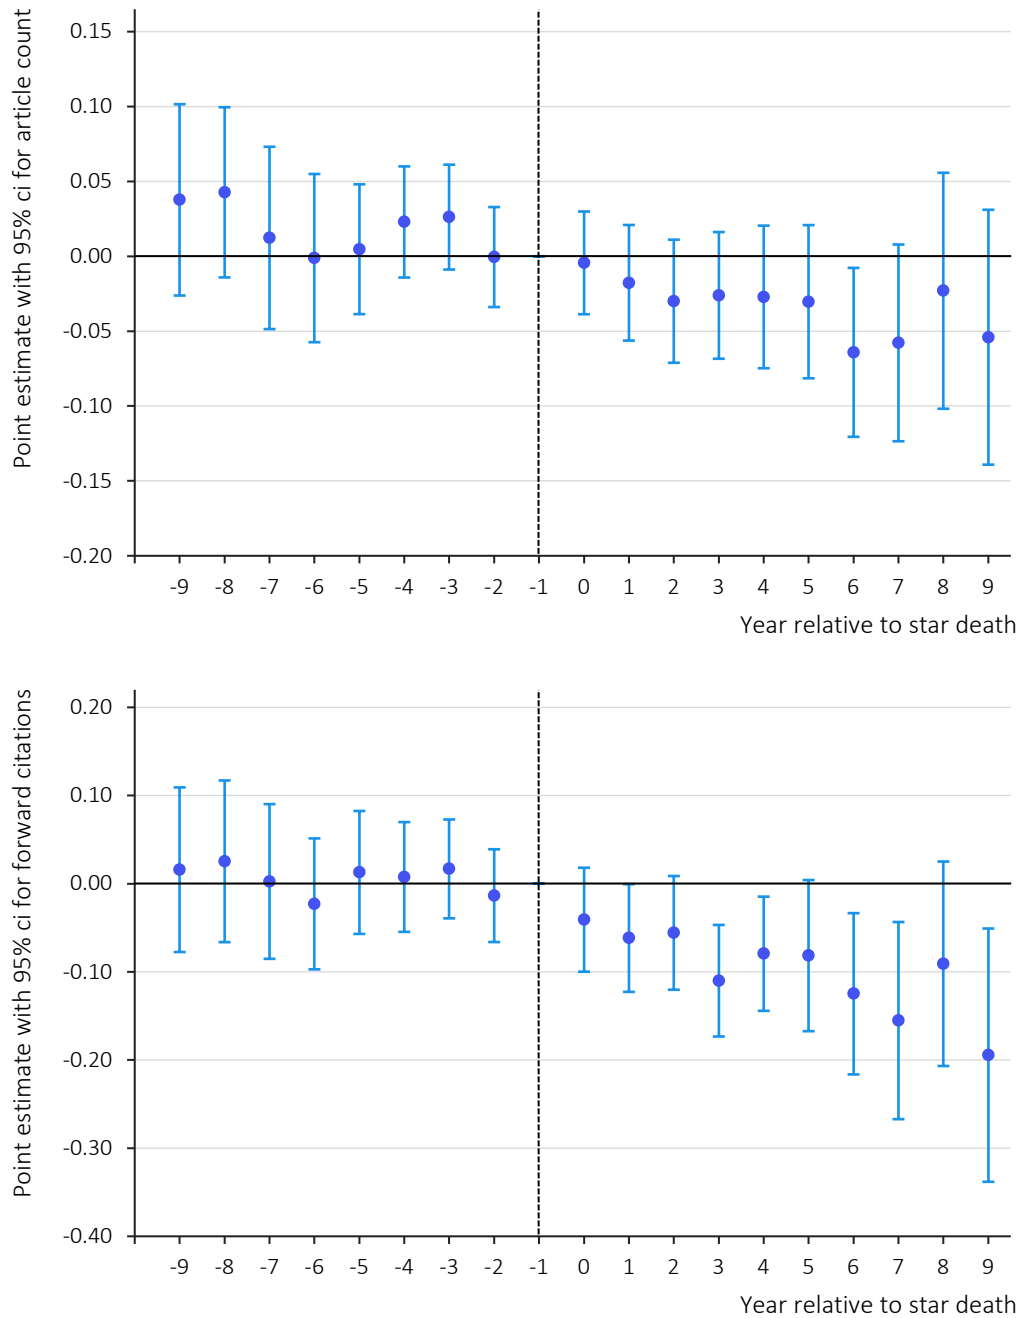 Point estimate with 95% ci for article count
0.15
0.10
0.05
0.00
-0.05
-0.10
-0.15
-0.20
-9 -8 -7 -6 -5 -4 -3 -2 -1 0 1 2 3 4 5 6 7 8 9
Year relative to star death
Point estimate with 95% ci for forward citations
0.20
0.10
0.00
-0.10
-0.20
-0.30
-0.40
-9 -8 -7 -6 -5 -4 -3 -2 -1 0 1 2 3 4 5 6 7 8 9
Year relative to star death